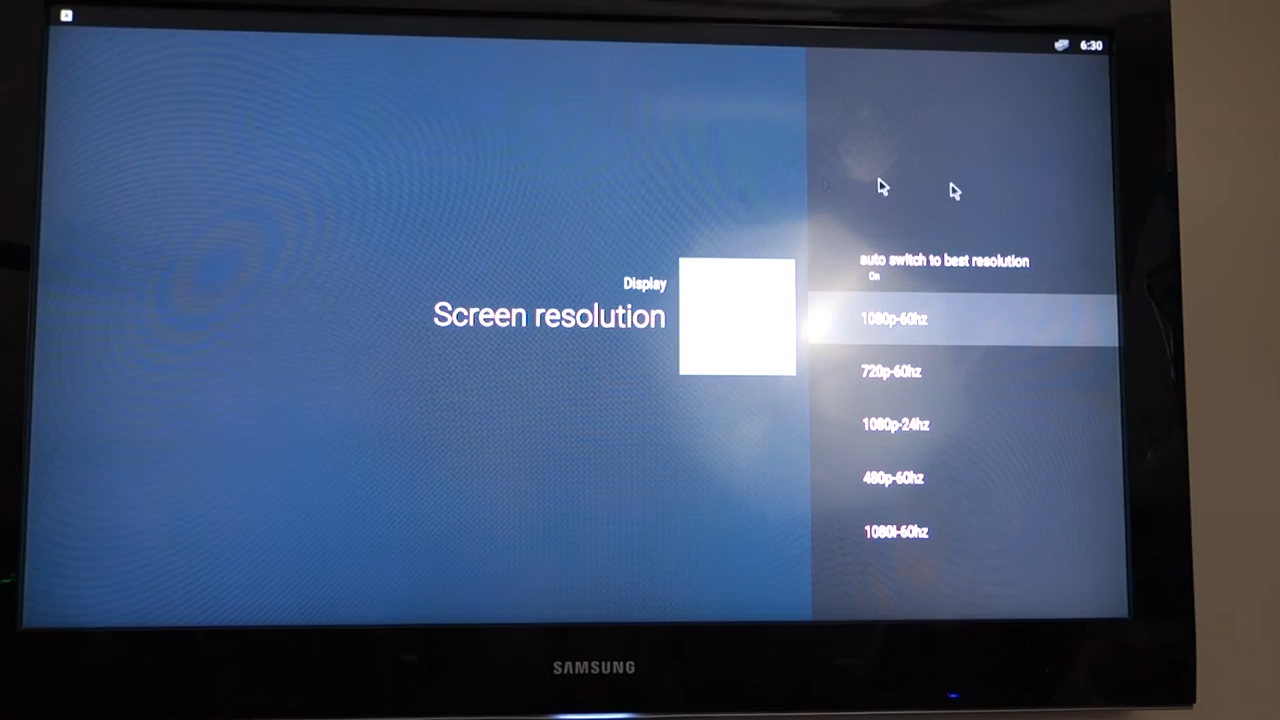 6:30
Display
Screen resolution
auto switch to best resolution
On
1080p-60hz
720p-60hz
1080p-24hz
480p-60hz
1080i-60hz
SAMSUNG